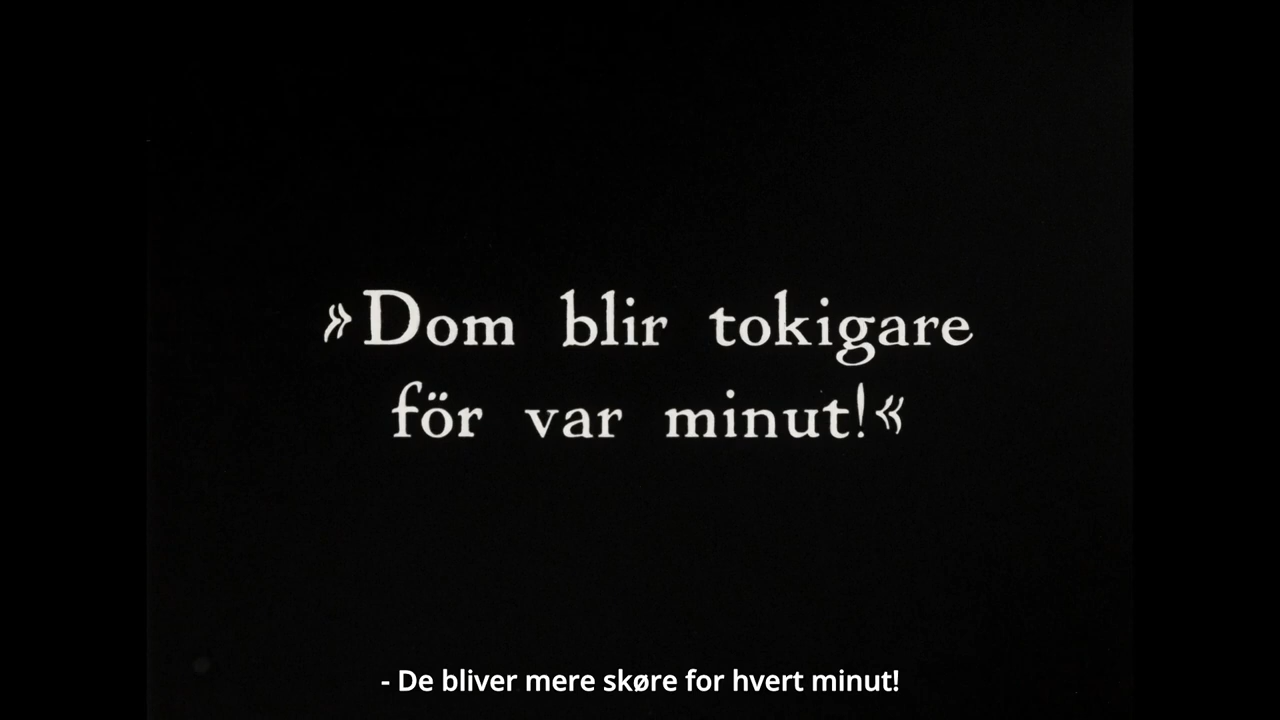 »Dom blir tokigare
för var minut!«
- De bliver mere skøre for hvert minut!